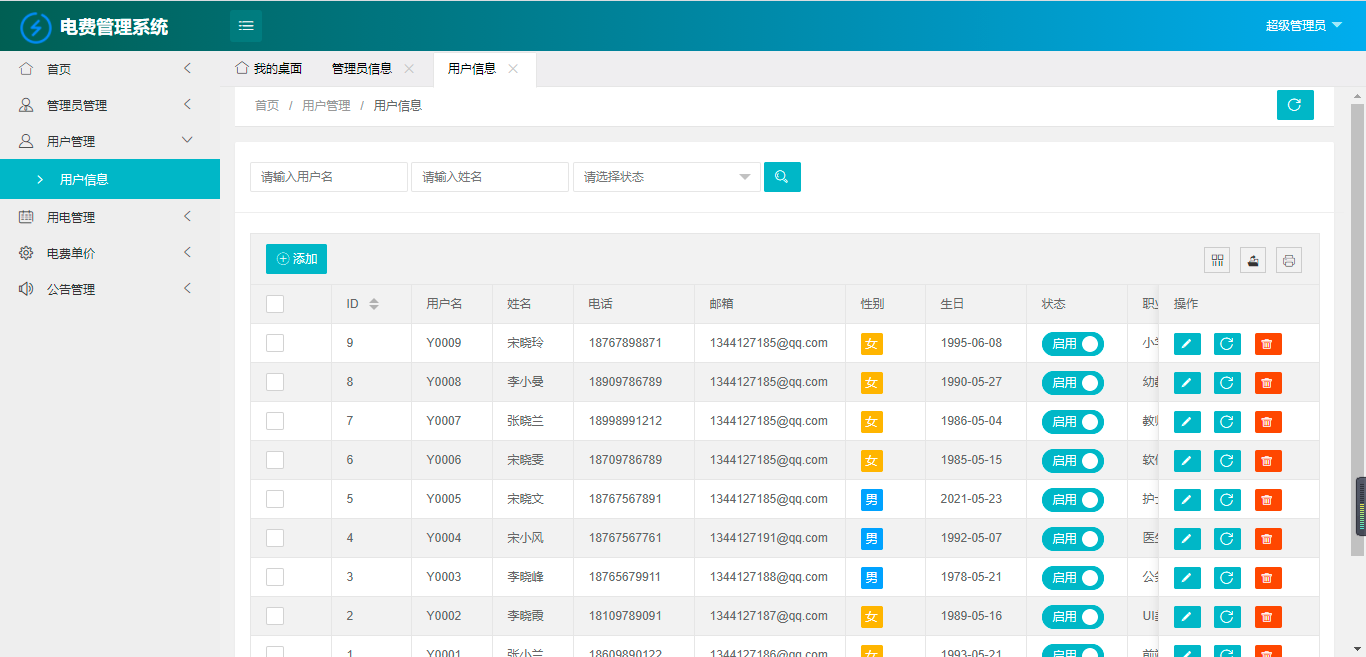 电费管理系统
超级管理员
首页
管理员管理
用户管理
用户信息
用电管理
电费单价
公告管理
我的桌面 管理员信息 用户信息
首页 / 用户管理 / 用户信息
请输入用户名 请输入姓名 请选择状态
添加
ID 用户名 姓名 电话 邮箱 性别 生日 状态 职业 操作
9 Y0009 宋晓玲 18767898871 1344127185@qq.com 女 1995-06-08 启用 小学
8 Y0008 李小曼 18909786789 1344127185@qq.com 女 1990-05-27 启用 幼教
7 Y0007 张晓兰 18998991212 1344127185@qq.com 女 1986-05-04 启用 教师
6 Y0006 宋晓雯 18709786789 1344127185@qq.com 女 1985-05-15 启用 软件
5 Y0005 宋晓文 18767567891 1344127185@qq.com 男 2021-05-23 启用 护士
4 Y0004 宋小风 18767567761 1344127191@qq.com 男 1992-05-07 启用 医生
3 Y0003 李晓峰 18765679911 1344127188@qq.com 男 1978-05-21 启用 公务
2 Y0002 李晓霞 18109789091 1344127187@qq.com 女 1989-05-16 启用 UI
1 Y0001 张小兰 18609890122 1344127186@qq.com 女 1993-05-21 启用 前端